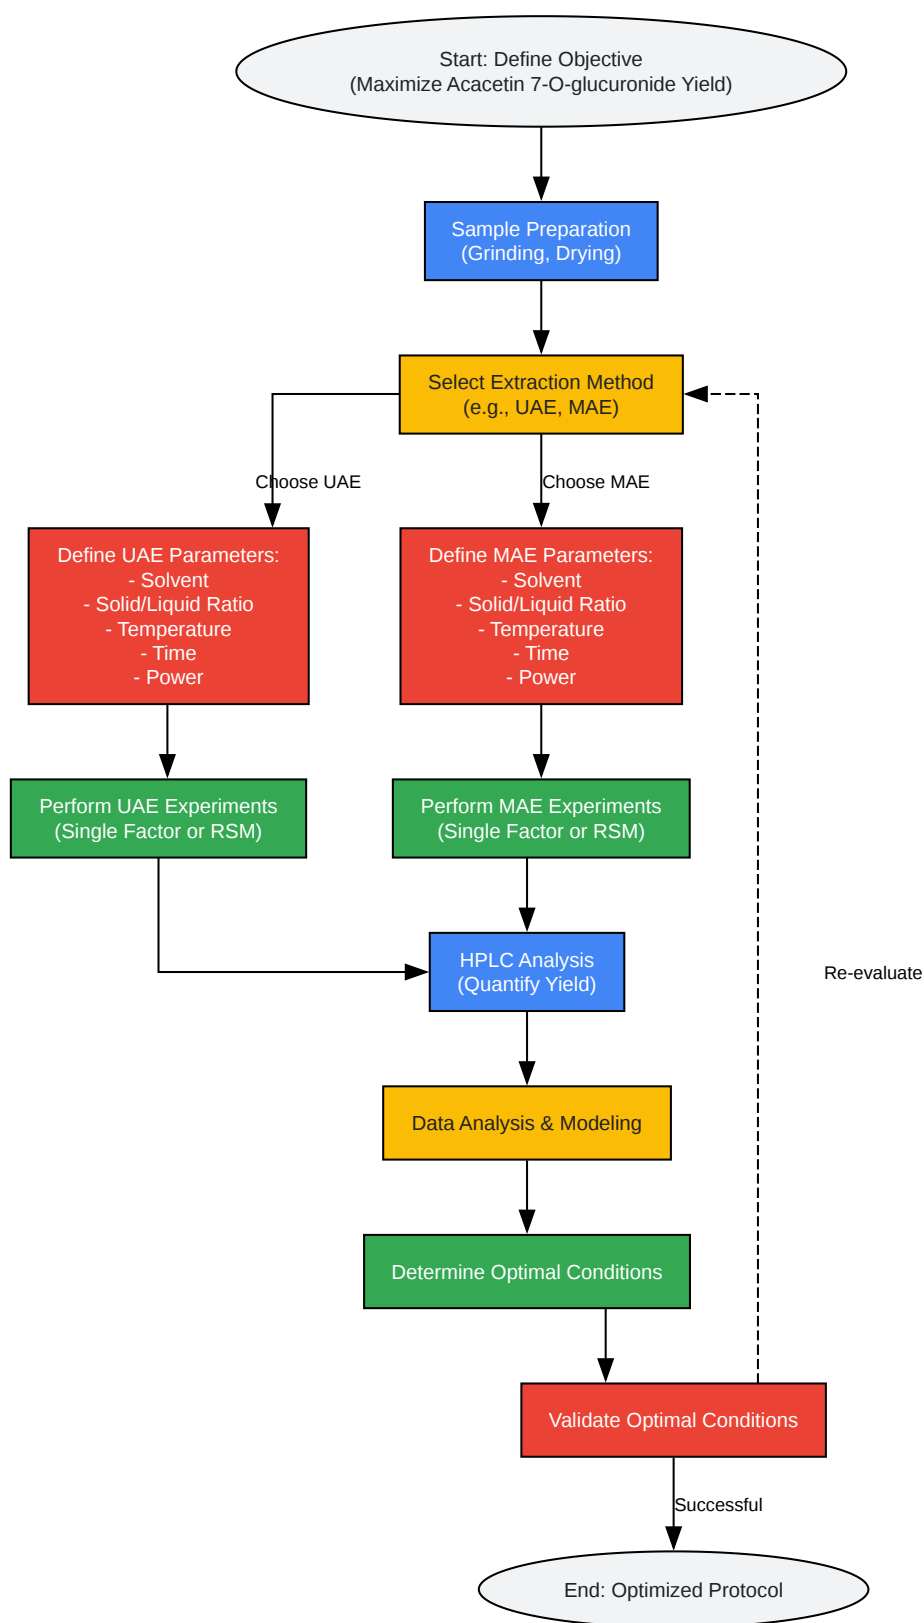 Start: Define Objective
(Maximize Acacetin 7-O-glucuronide Yield)
Sample Preparation
(Grinding, Drying)
Select Extraction Method
(e.g., UAE, MAE)
Choose UAE
Choose MAE
Define UAE Parameters:
- Solvent
- Solid/Liquid Ratio
- Temperature
- Time
- Power
Define MAE Parameters:
- Solvent
- Solid/Liquid Ratio
- Temperature
- Time
- Power
Perform UAE Experiments
(Single Factor or RSM)
Perform MAE Experiments
(Single Factor or RSM)
HPLC Analysis
(Quantify Yield)
Re-evaluate
Data Analysis & Modeling
Determine Optimal Conditions
Validate Optimal Conditions
Successful
End: Optimized Protocol